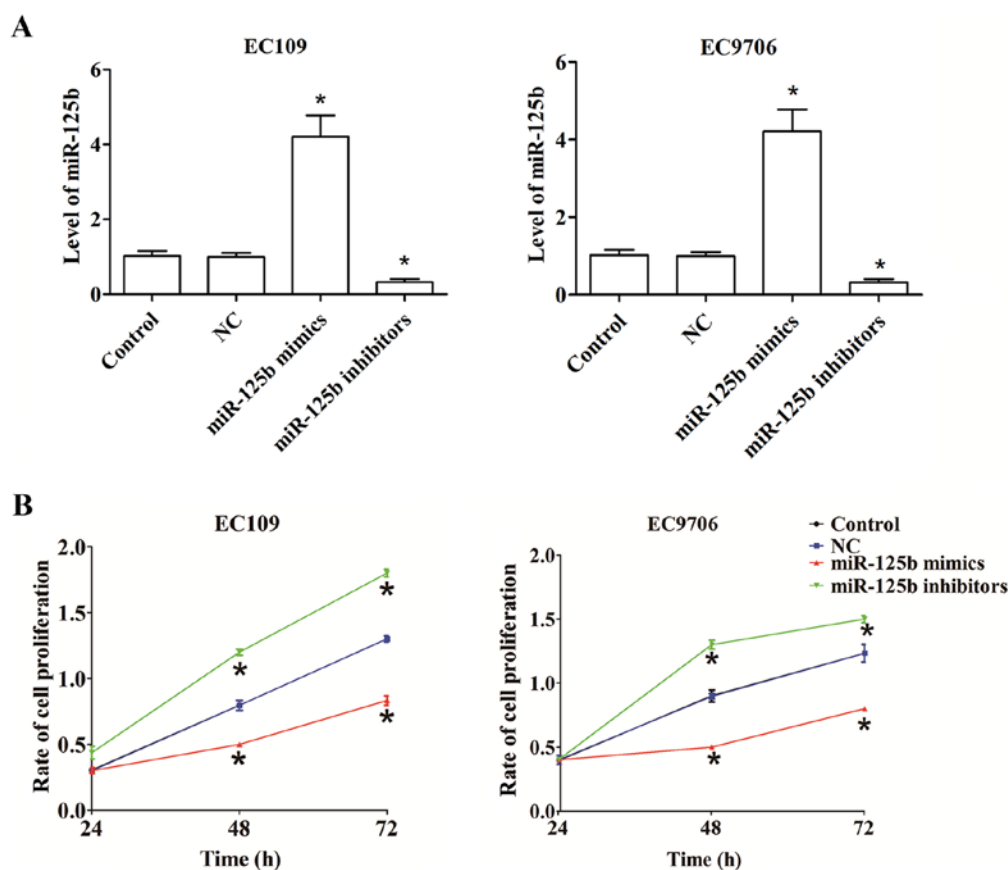 A
EC109
Level of miR-125b
6
4
2
0
*
*
Control
NC
miR-125b mimics
miR-125b inhibitors
EC9706
Level of miR-125b
6
4
2
0
*
*
Control
NC
miR-125b mimics
miR-125b inhibitors
B
EC109
Rate of cell proliferation
2.0
1.5
1.0
0.5
0.0
*
*
*
*
24 48 72
Time (h)
EC9706
Control
NC
miR-125b mimics
miR-125b inhibitors
Rate of cell proliferation
2.0
1.5
1.0
0.5
0.0
*
*
*
*
24 48 72
Time (h)